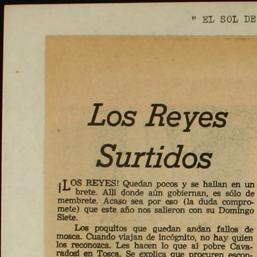 " EL SOL DE
Los Reyes
Surtidos
¡LOS REYES! Quedan pocos y se hallan en un
brete. Allí donde aún gobiernan, es sólo de
membrete. Acaso sea por eso (la duda compro-
mete) que este año nos salieron con su Domingo
Siete.
Los poquitos que quedan andan fallos de
mosca. Cuando viajan de incógnito, no hay quien
los reconozca. Les hacen lo que al pobre Cava-
radosi en Tosca. Se explica que procuren escon-